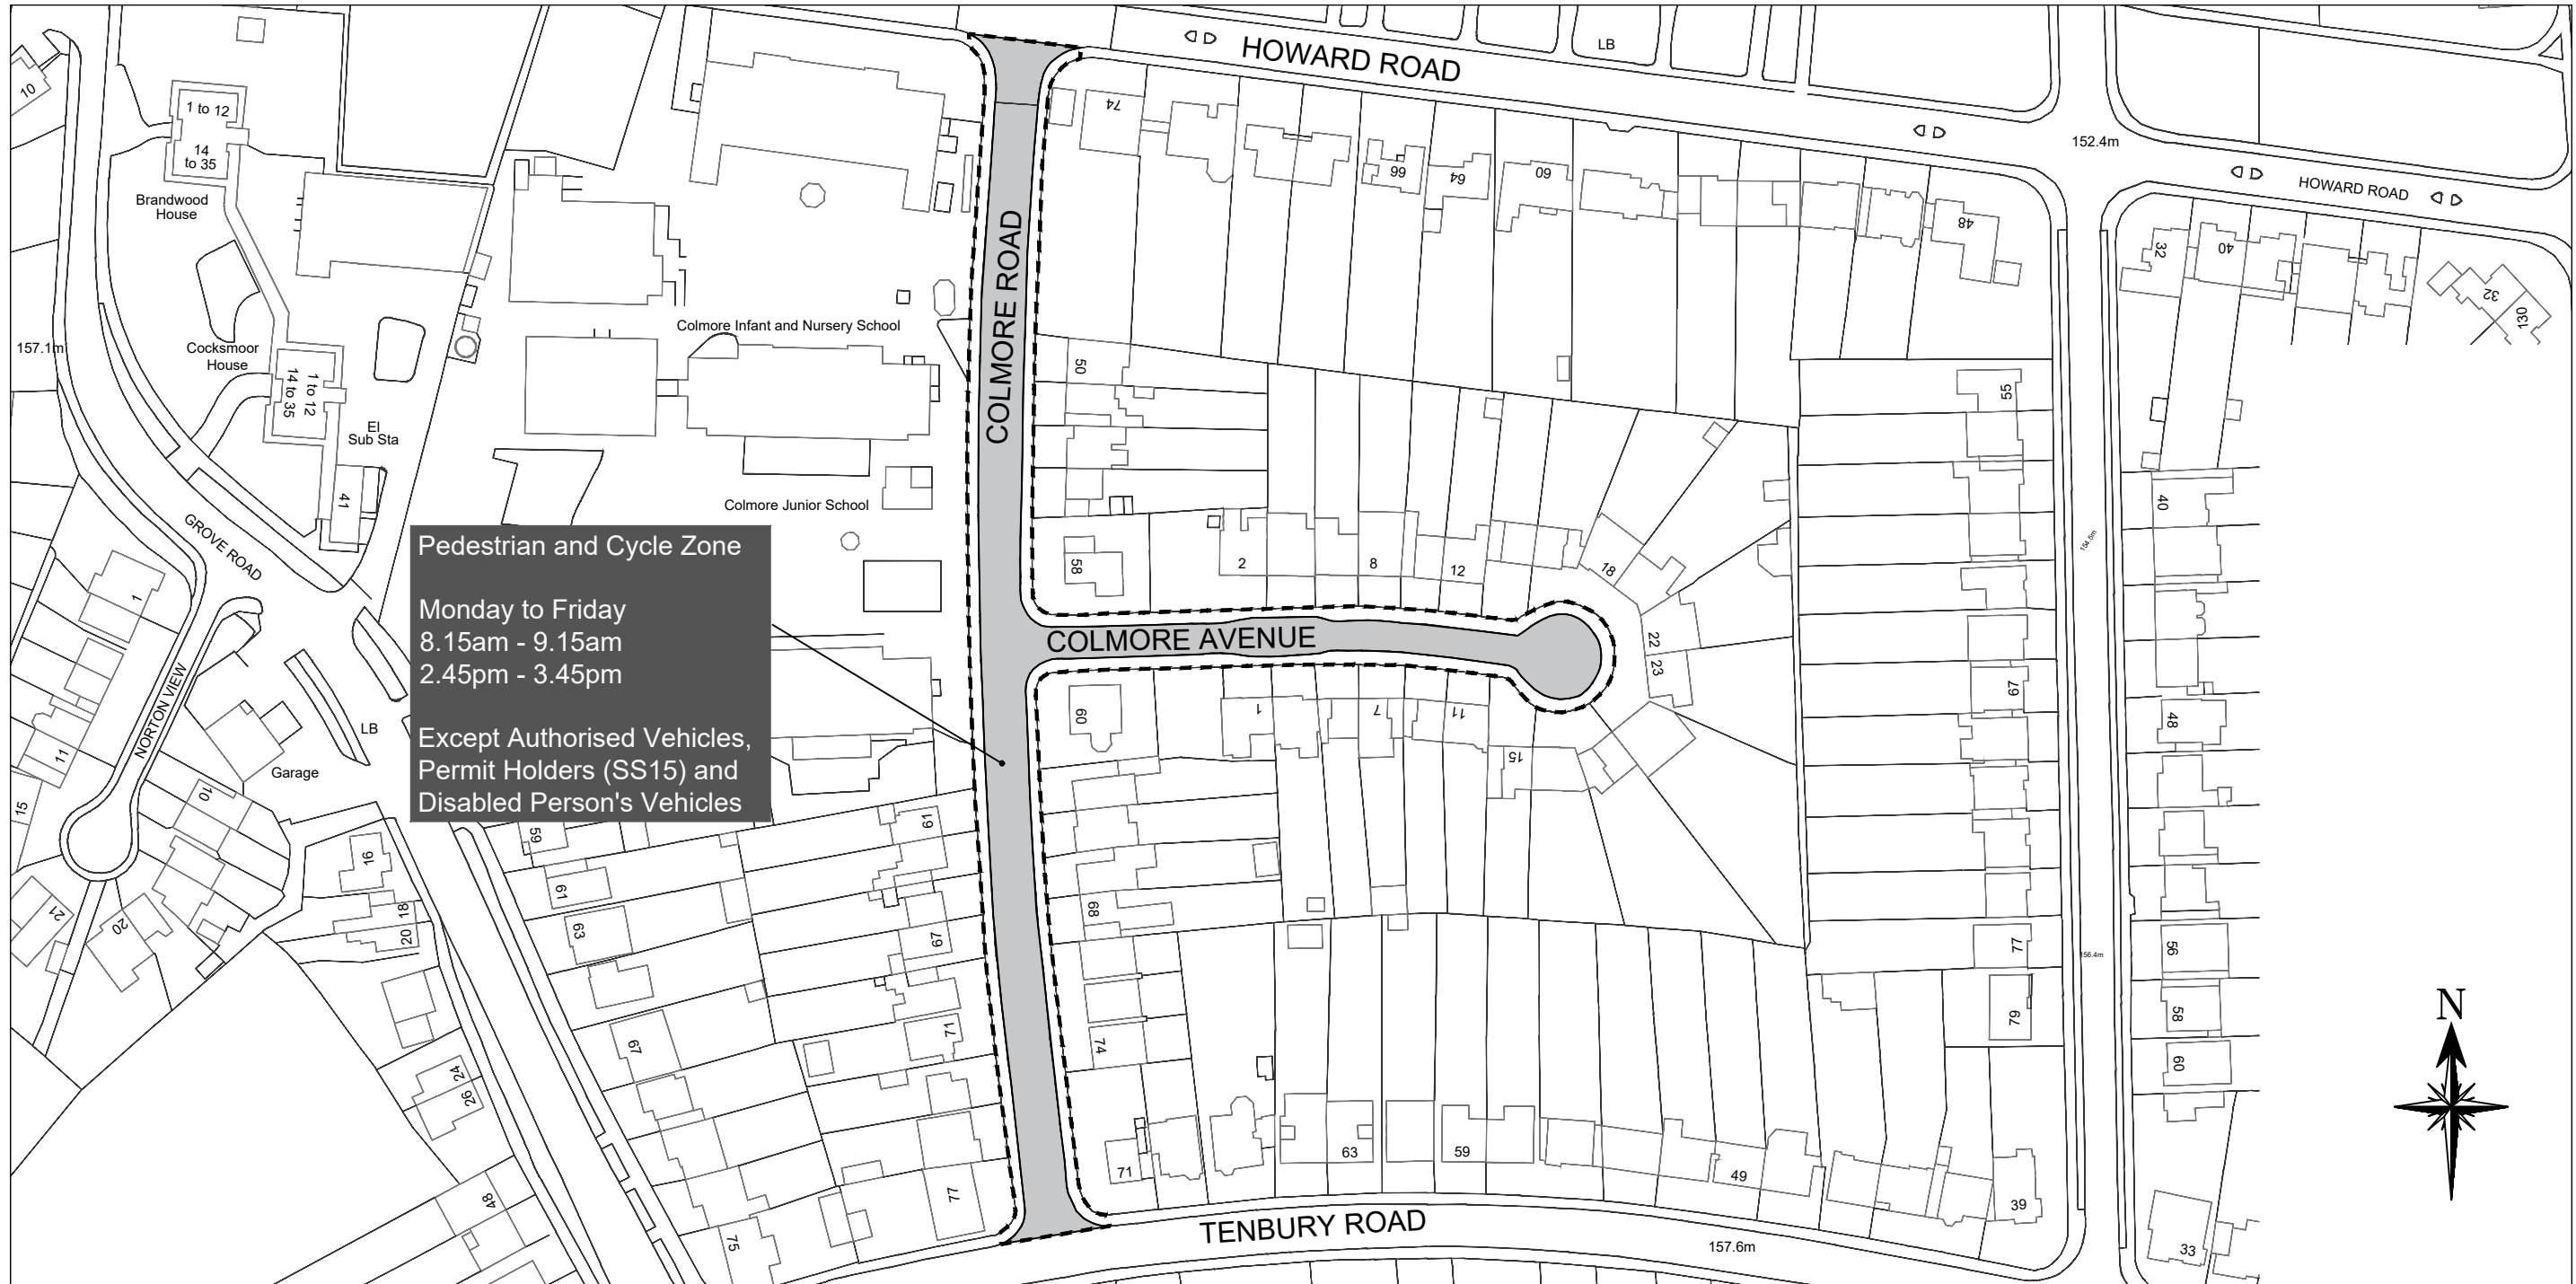 HOWARD ROAD
LB
152.4m
HOWARD ROAD
10
1 to 12
14
to 35
Brandwood
House
74
66
64
60
48
32
40
32
130
COLMORE ROAD
Colmore Infant and Nursery School
157.1m
Cocksmoor
House
1 to 12
14 to 35
El
Sub Sta
50
55
41
Colmore Junior School
40
GROVE ROAD
154.5m
Pedestrian and Cycle Zone
Monday to Friday
8.15am - 9.15am
2.45pm - 3.45pm
Except Authorised Vehicles,
Permit Holders (SS15) and
Disabled Person's Vehicles
58
2
8
12
18
1
COLMORE AVENUE
22
23
67
NORTON VIEW
60
1
7
11
15
48
LB
11
Garage
10
15
59
61
16
61
63
18
20
21
20
67
68
77
56
156.4m
79
58
N
69
71
74
24
26
60
71
63
59
49
39
77
48
75
TENBURY ROAD
157.6m
33